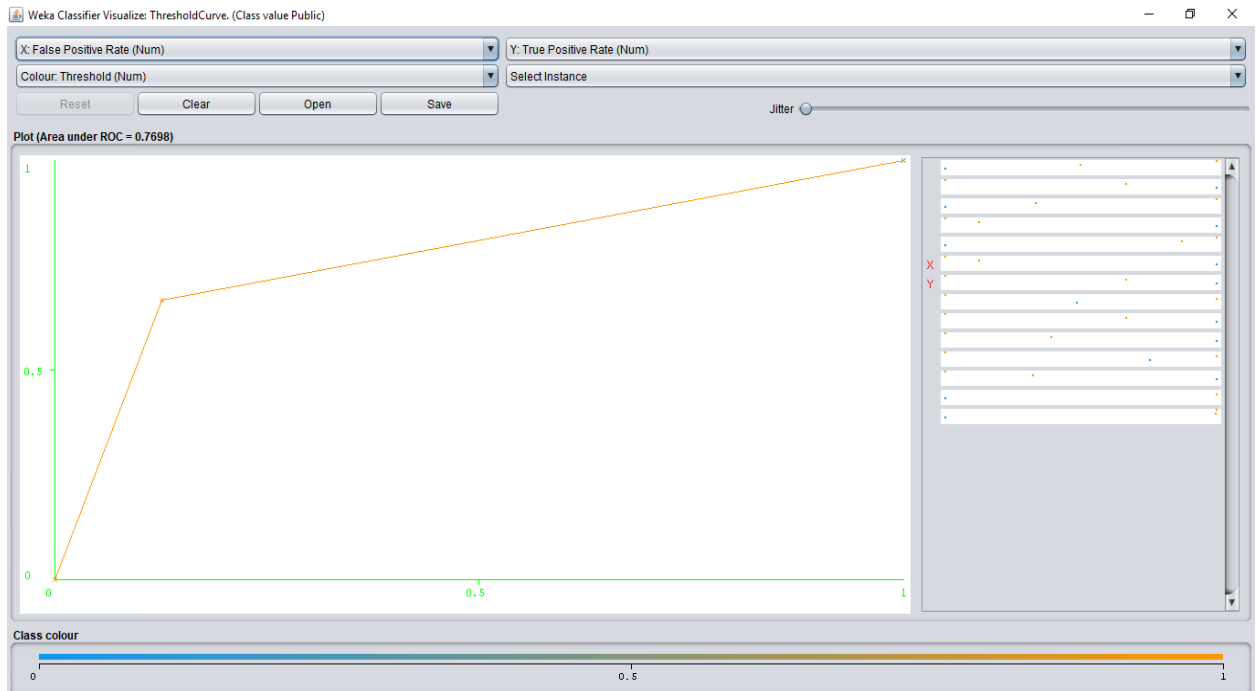 Weka Classifier Visualize: ThresholdCurve. (Class value Public)
X: False Positive Rate (Num)
Y: True Positive Rate (Num)
Colour: Threshold (Num)
Select Instance
Reset
Clear
Open
Save
Jitter
Plot (Area under ROC = 0.7698)
1
0.5
0
0
0.5
1
X
Y
Class colour
0
0.5
1